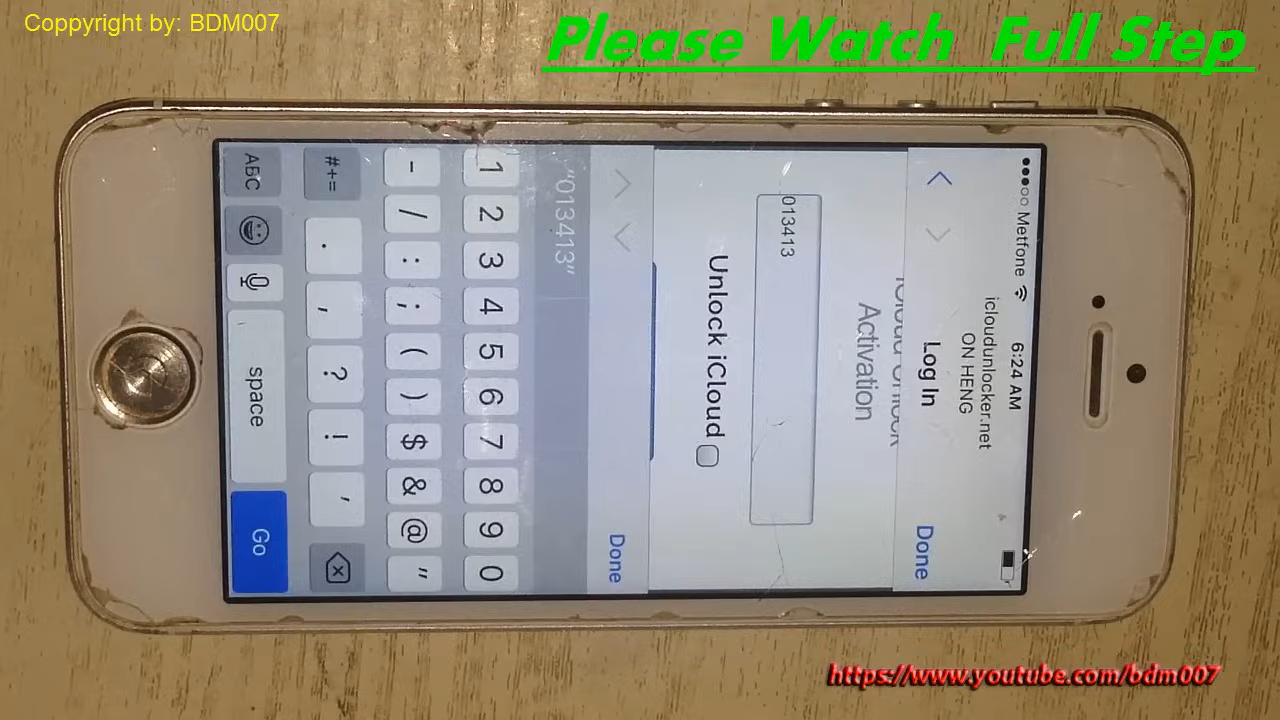 Coppyright by: BDM007
Please Watch Full Step
Metfone 6:24 AM
icloudunlocker.net
ON HENG
Log In
Done
iCloud Unlock
Activation
013413
Unlock iCloud
Done
“013413”
1 2 3 4 5 6 7 8 9 0
- / : ; ( ) $ & @ "
#+= . , ? ! '
ABC space Go
https://www.youtube.com/bdm007